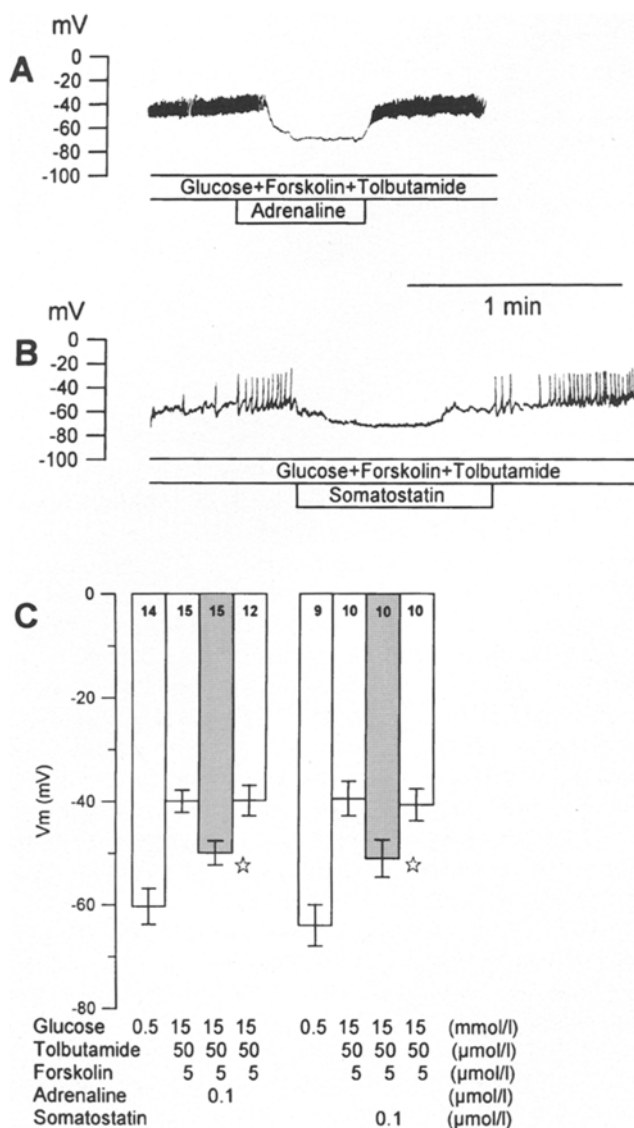 mV
A
0
-20
-40
-60
-80
-100
Glucose+Forskolin+Tolbutamide
Adrenaline
1 min
mV
B
0
-20
-40
-60
-80
-100
Glucose+Forskolin+Tolbutamide
Somatostatin
C
0
-20
-40
-60
-80
Vm (mV)
14 15 15 12 9 10 10 10
Glucose 0.5 15 15 15 0.5 15 15 15 (mmol/l)
Tolbutamide 50 50 50 50 50 50 (µmol/l)
Forskolin 5 5 5 5 5 5 (µmol/l)
Adrenaline 0.1 (µmol/l)
Somatostatin 0.1 (µmol/l)